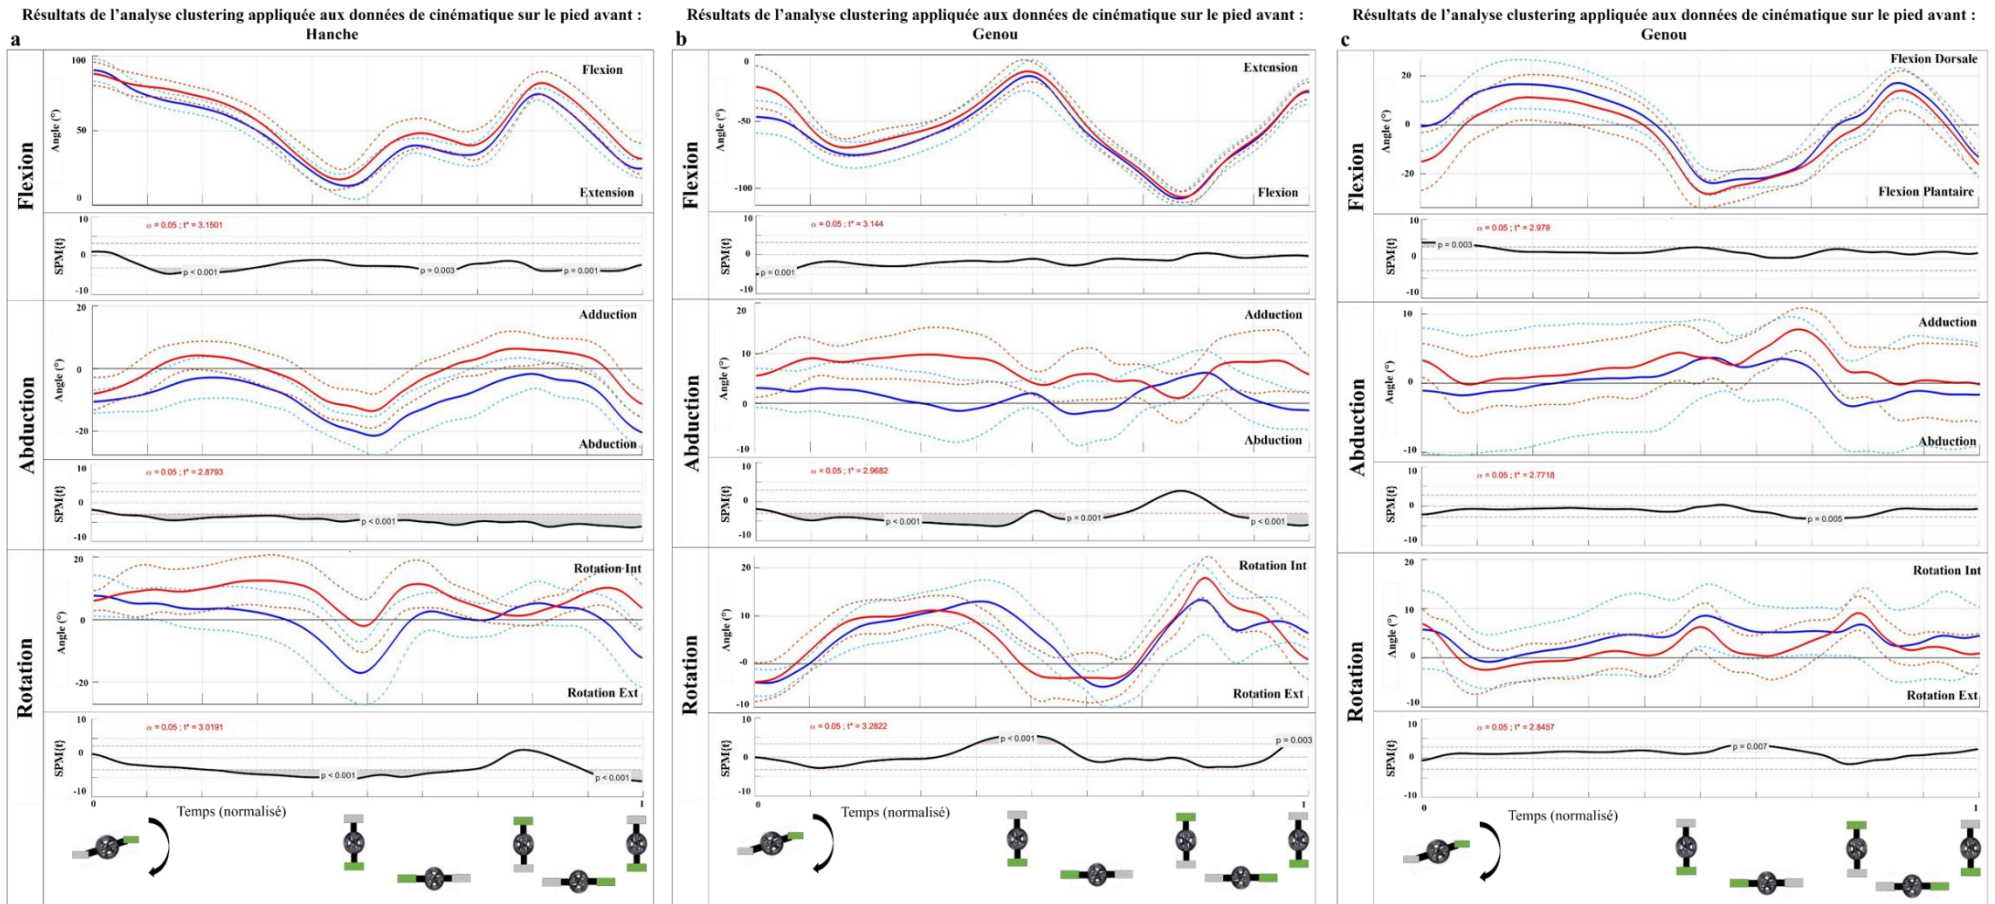 Résultats de l’analyse clustering appliquée aux données de cinématique sur le pied avant :
Hanche
a
100
50
0
Angle (°)
Flexion
Flexion
Extension
10
0
-10
SPM{t}
α = 0.05 ; t* = 3.1501
p < 0.001
p = 0.003
p = 0.001
20
0
-20
Angle (°)
Abduction
Adduction
Abduction
10
0
-10
SPM{t}
α = 0.05 ; t* = 2.8793
p < 0.001
20
0
-20
Angle (°)
Rotation
Rotation Int
Rotation Ext
10
0
-10
SPM{t}
α = 0.05 ; t* = 3.0191
p < 0.001
p < 0.001
0
1
Temps (normalisé)
Résultats de l’analyse clustering appliquée aux données de cinématique sur le pied avant :
Genou
b
0
-50
-100
Angle (°)
Flexion
Extension
Flexion
10
0
-10
SPM{t}
α = 0.05 ; t* = 3.144
p = 0.001
20
10
0
-10
Angle (°)
Abduction
Adduction
Abduction
10
0
-10
SPM{t}
α = 0.05 ; t* = 2.9682
p < 0.001
p = 0.001
p < 0.001
20
10
-0
-10
Angle (°)
Rotation
Rotation Int
Rotation Ext
10
0
-10
SPM{t}
α = 0.05 ; t* = 3.2822
p < 0.001
p = 0.003
0
1
Temps (normalisé)
Résultats de l’analyse clustering appliquée aux données de cinématique sur le pied avant :
Genou
c
20
0
-20
Angle (°)
Flexion
Flexion Dorsale
Flexion Plantaire
10
0
-10
SPM{t}
α = 0.05 ; t* = 2.978
p = 0.003
10
0
-10
Angle (°)
Abduction
Adduction
Abduction
10
0
-10
SPM{t}
α = 0.05 ; t* = 2.7718
p = 0.005
20
10
0
-10
Angle (°)
Rotation
Rotation Int
Rotation Ext
10
0
-10
SPM{t}
α = 0.05 ; t* = 2.8457
p = 0.007
0
1
Temps (normalisé)